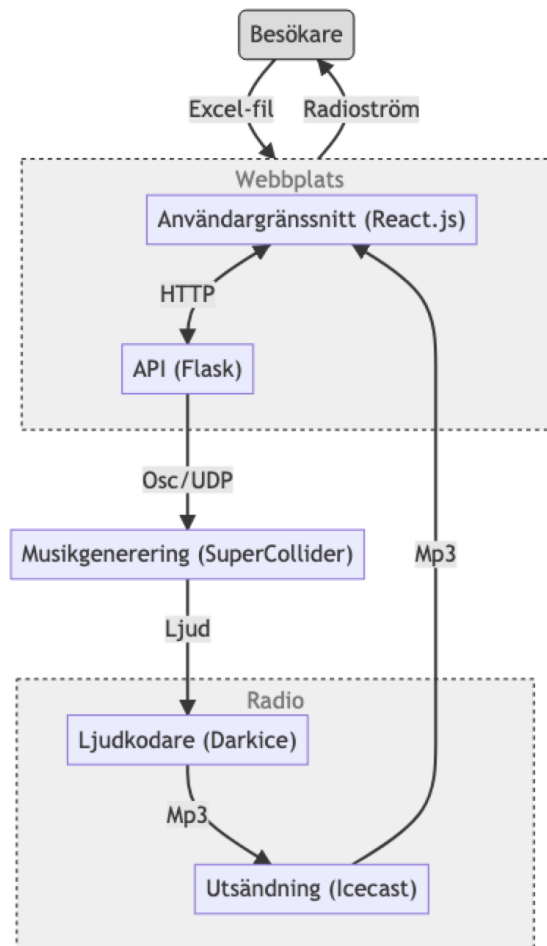 Besökare
Excel-fil
Radioström
Webbplats
Användargränssnitt (React.js)
HTTP
API (Flask)
Osc/UDP
Musikgenerering (SuperCollider)
Mp3
Ljud
Radio
Ljudkodare (Darkice)
Mp3
Utsändning (Icecast)